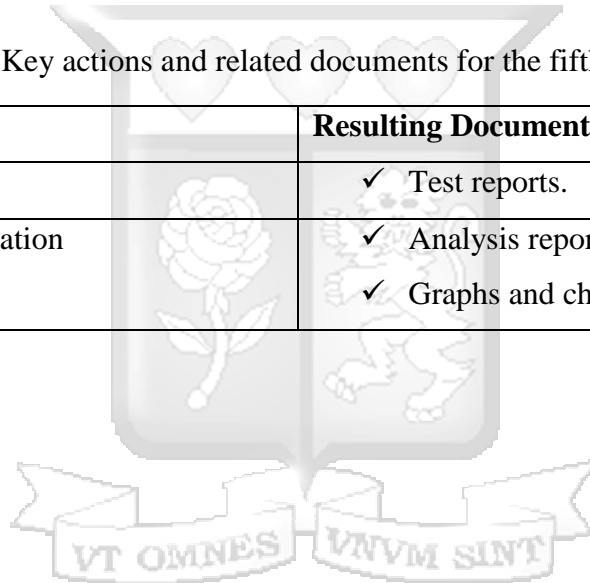 Key actions and related documents for the fift
Resulting Document
✓ Test reports.
ation ✓ Analysis repor
✓ Graphs and ch
VT OMNES VNVM SINT